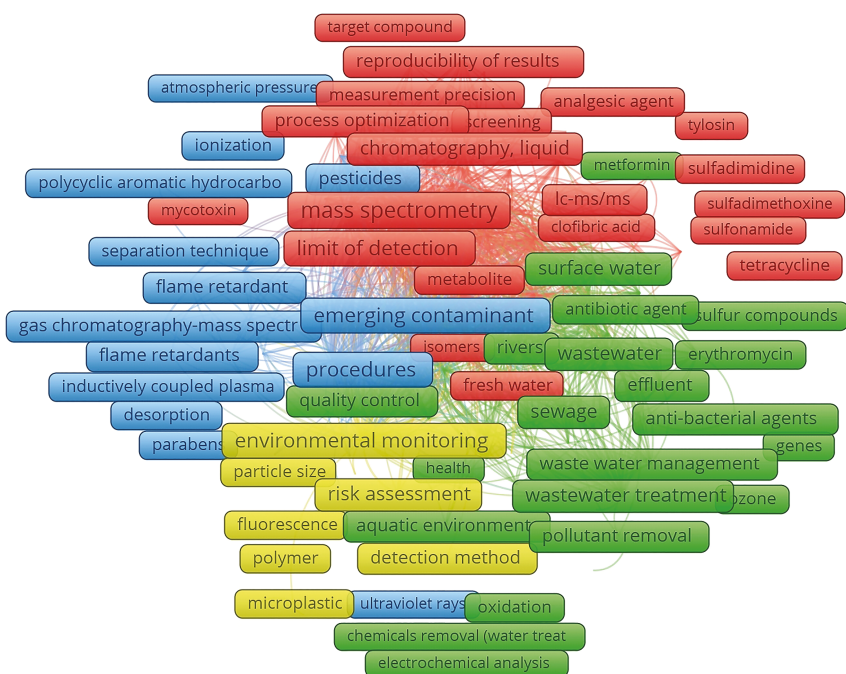 target compound
reproducibility of results
atmospheric pressure
measurement precision
analgesic agent
process optimization
screening
tylosin
ionization
chromatography, liquid
metformin
sulfadimidine
pesticides
polycyclic aromatic hydrocarbo
mycotoxin
mass spectrometry
lc-ms/ms
sulfadimethoxine
clofibric acid
sulfonamide
separation technique
limit of detection
tetracycline
surface water
metabolite
flame retardant
antibiotic agent
sulfur compounds
emerging contaminant
gas chromatography-mass spectr
isomers
rivers
wastewater
erythromycin
flame retardants
procedures
fresh water
effluent
inductively coupled plasma
quality control
sewage
desorption
anti-bacterial agents
parabens
environmental monitoring
genes
particle size
health
waste water management
risk assessment
wastewater treatment
ozone
fluorescence
aquatic environment
pollutant removal
polymer
detection method
microplastic
ultraviolet rays
oxidation
chemicals removal (water treat
electrochemical analysis